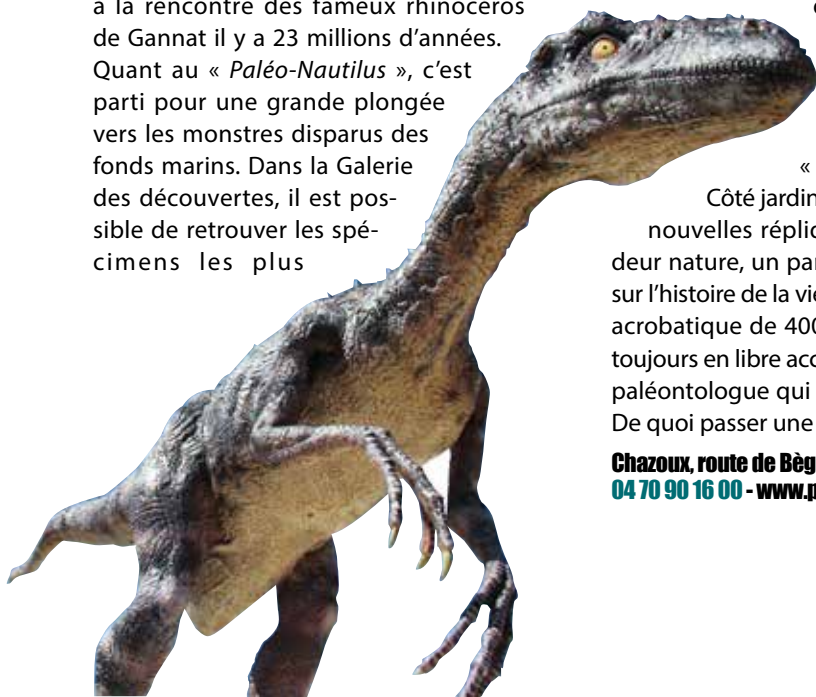 à la rencontre des fameux rhinocéros
de Gannat il y a 23 millions d’années.
Quant au « Paléo-Nautilus », c’est
parti pour une grande plongée
vers les monstres disparus des
fonds marins. Dans la Galerie
des découvertes, il est pos-
sible de retrouver les spé-
cimens les plus
«
Côté jardin
nouvelles répliq
deur nature, un par
sur l’histoire de la vie
acrobatique de 400
toujours en libre acc
paléontologue qui
De quoi passer une
Chazoux, route de Bèg
04 70 90 16 00 - www.p